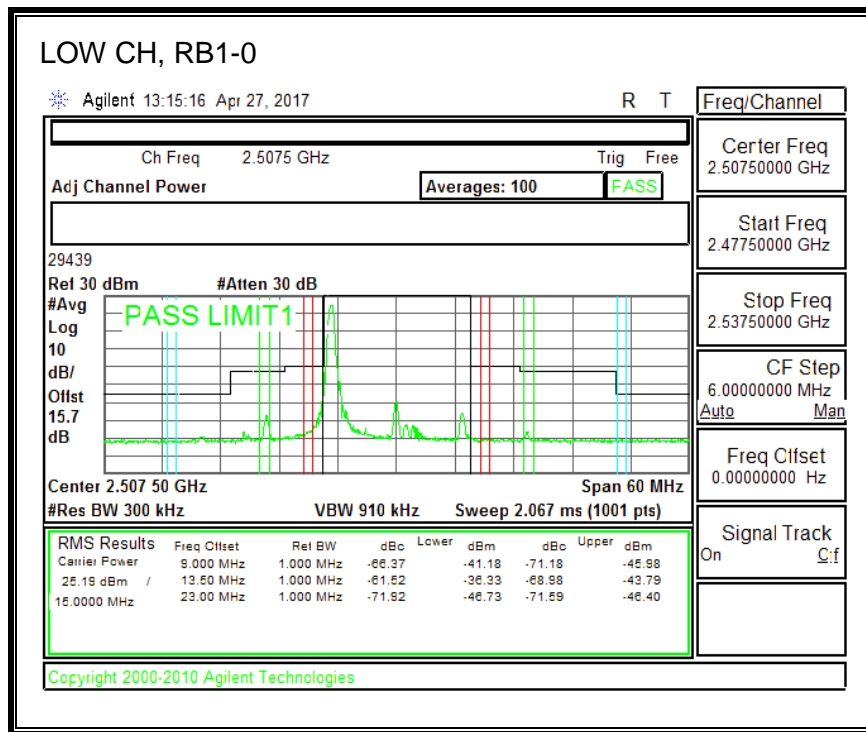 LOW CH, RB1-0
Agilent 13:15:16 Apr 27, 2017 R T
Freq/Channel
Ch Freq 2.5075 GHz Trig Free
Adj Channel Power Averages: 100 PASS
Center Freq
2.50750000 GHz
Start Freq
2.47750000 GHz
29439
Ref 30 dBm #Atten 30 dB
#Avg
Log
10
dB/
Offst
15.7
dB
PASS LIMIT1
Stop Freq
2.53750000 GHz
CF Step
6.00000000 MHz
Auto Man
Freq Offset
0.00000000 Hz
Center 2.507 50 GHz Span 60 MHz
#Res BW 300 kHz VBW 910 kHz Sweep 2.067 ms (1001 pts)
Signal Track
On Off
RMS Results Freq Offset Ref BW dBc Lower dBm dBc Upper dBm
Carrier Power 9.000 MHz 1.000 MHz -66.37 -41.18 -71.18 -45.98
25.19 dBm / 13.50 MHz 1.000 MHz -61.52 -36.33 -68.98 -43.79
15.0000 MHz 23.00 MHz 1.000 MHz -71.92 -46.73 -71.59 -46.40
Copyright 2000-2010 Agilent Technologies